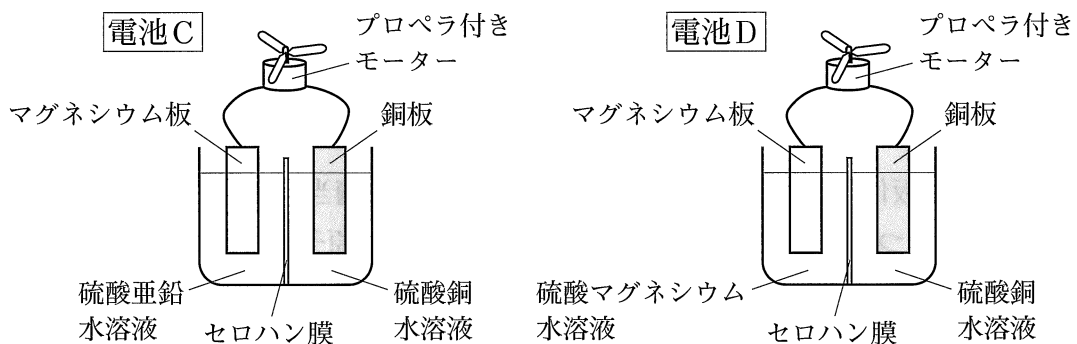 電池C
プロペラ付き
モーター
マグネシウム板
銅板
硫酸亜鉛
水溶液
セロハン膜
硫酸銅
水溶液
電池D
プロペラ付き
モーター
マグネシウム板
銅板
硫酸マグネシウム
水溶液
セロハン膜
硫酸銅
水溶液